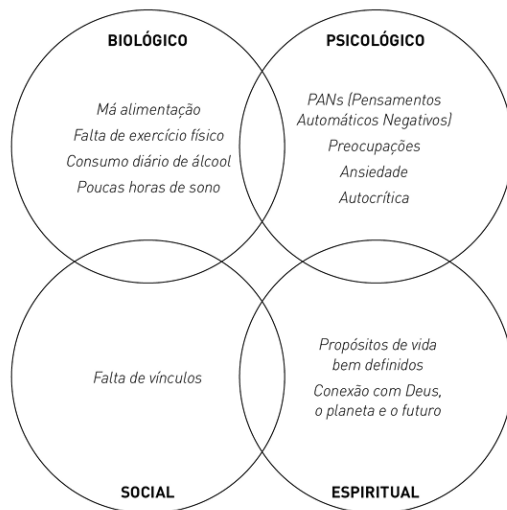 BIOLÓGICO
Má alimentação
Falta de exercício físico
Consumo diário de álcool
Poucas horas de sono
PSICOLÓGICO
PANs (Pensamentos
Automáticos Negativos)
Preocupações
Ansiedade
Autocrítica
Falta de vínculos
SOCIAL
Propósitos de vida
bem definidos
Conexão com Deus,
o planeta e o futuro
ESPIRITUAL